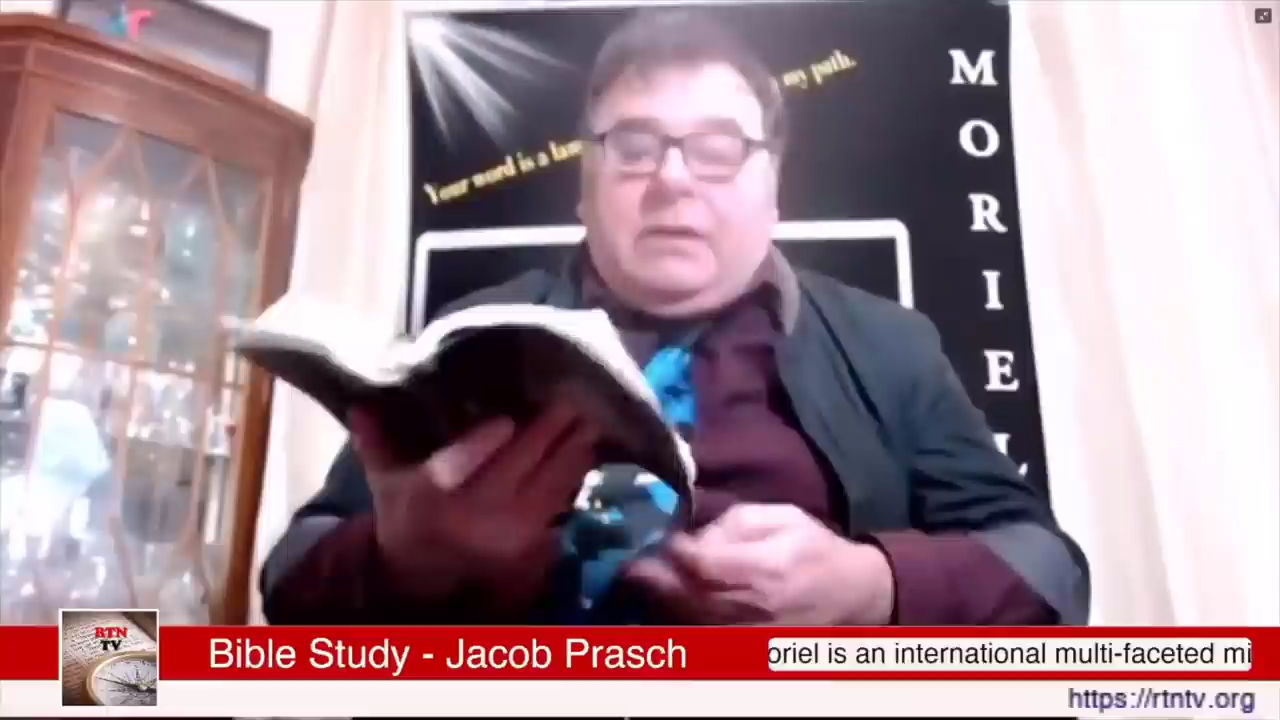 Your word is a lam
my path.
MORIEL
RTN
TV
Bible Study - Jacob Prasch
oriel is an international multi-faceted mi
https://rtntv.org